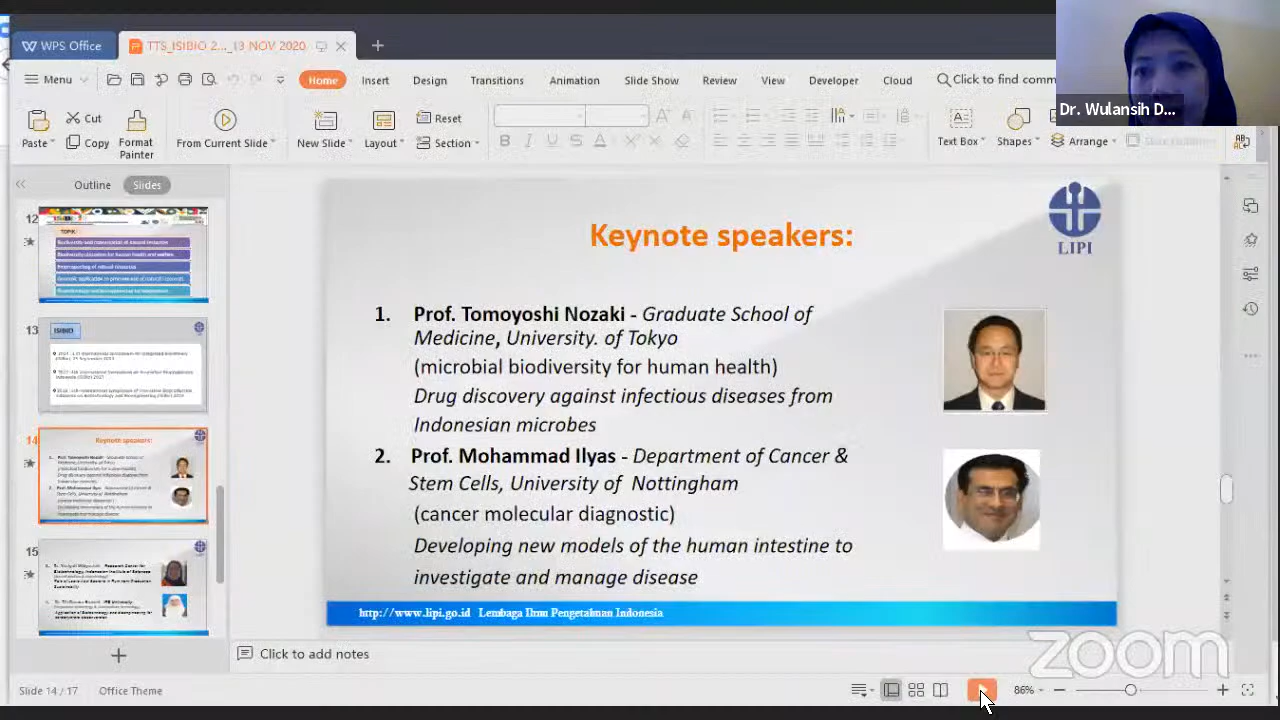 WPS Office
TTS_ISIBIO 2..._13 NOV 2020
Menu
Home
Insert
Design
Transitions
Animation
Slide Show
Review
View
Developer
Cloud
Click to find comm
Dr. Wulansih D...
Paste
Cut
Copy
Format
Painter
From Current Slide
New Slide
Layout
Reset
Section
Text Box
Shapes
Arrange
Outline
Slides
12
13
ISIBIO
14
Keynote speakers:
15
Keynote speakers:
LIPI
1. Prof. Tomoyoshi Nozaki - Graduate School of
Medicine, University. of Tokyo
(microbial biodiversity for human health)
Drug discovery against infectious diseases from
Indonesian microbes
2. Prof. Mohammad Ilyas - Department of Cancer &
Stem Cells, University of Nottingham
(cancer molecular diagnostic)
Developing new models of the human intestine to
investigate and manage disease
http://www.lipi.go.id Lembaga Ilmu Pengetahuan Indonesia
Click to add notes
zoom
Slide 14 / 17
Office Theme
86%